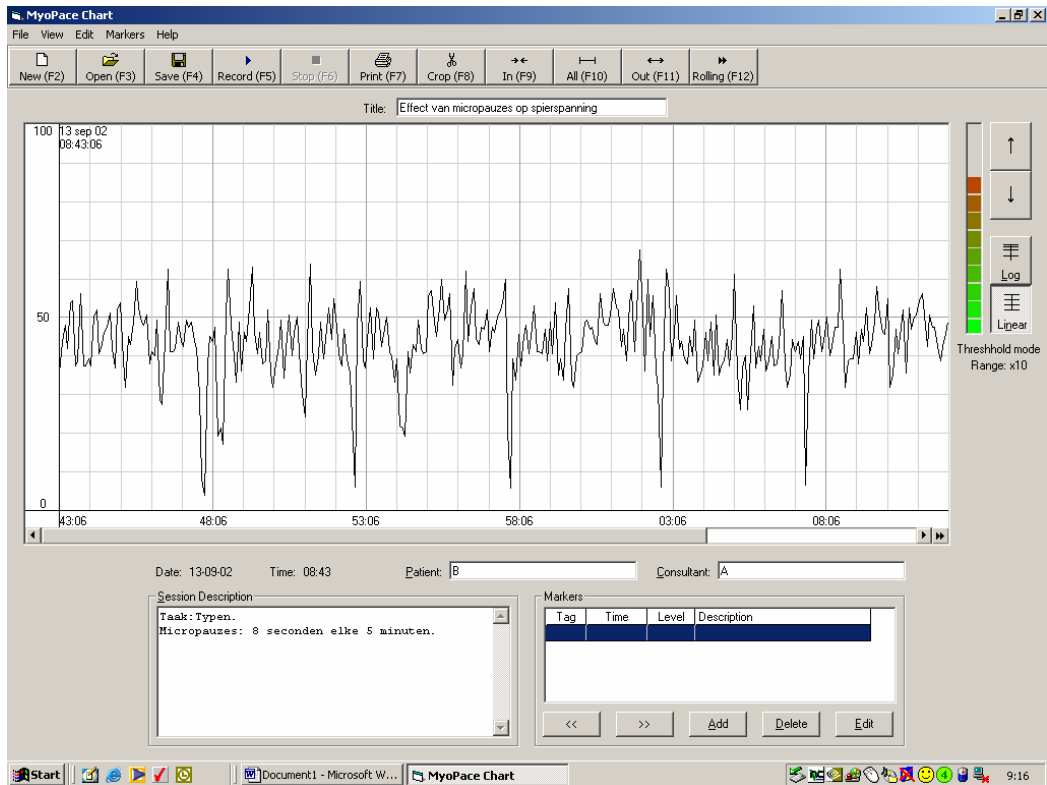 MyoPace Chart
File View Edit Markers Help
New (F2) Open (F3) Save (F4) Record (F5) Stop (F6) Print (F7) Crop (F8) In (F9) All (F10) Out (F11) Rolling (F12)
Title: Effect van micropauzes op spierspanning
100 13 sep 02
08:43:06
Log
50
Linear
Threshhold mode
Range: x10
0
43:06 48:06 53:06 58:06 03:06 08:06
Date: 13-09-02 Time: 08:43 Patient: B Consultant: A
Session Description
Taak:Typen.
Micropauzes: 8 seconden elke 5 minuten.
Markers
Tag Time Level Description
<< >> Add Delete Edit
Start Document1 - Microsoft W... MyoPace Chart 4 9:16